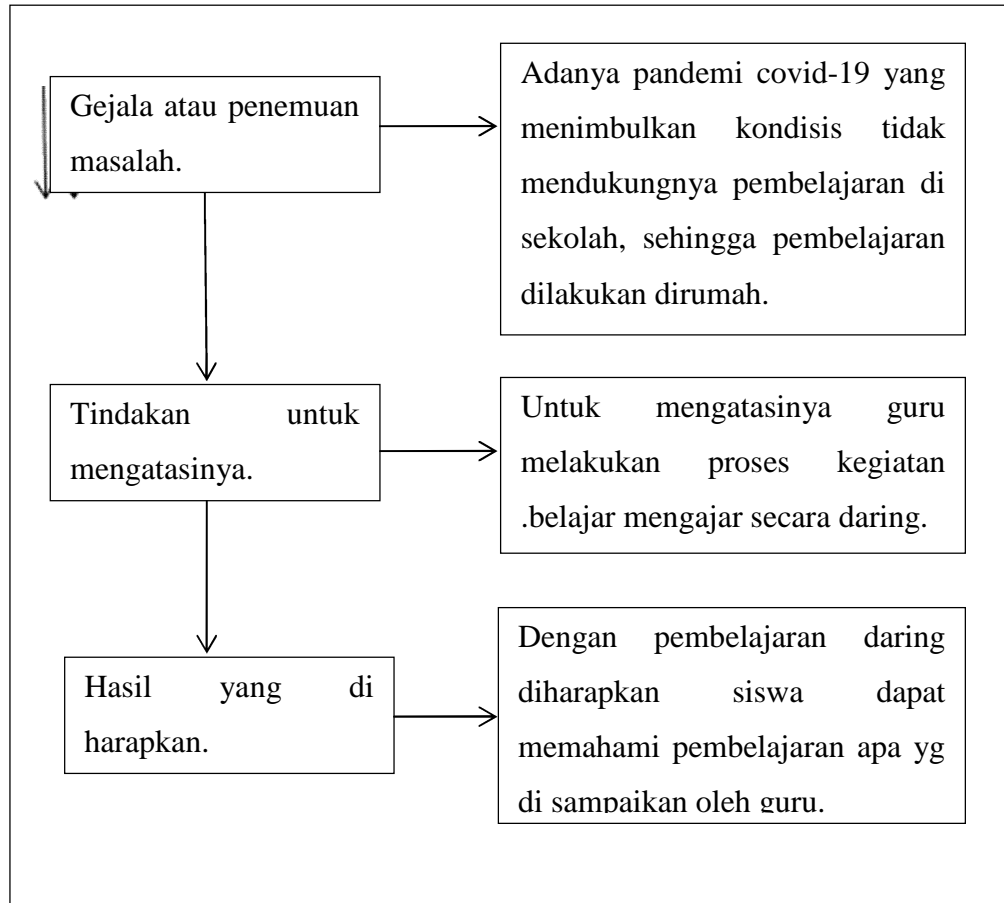 Gejala atau penemuan
masalah.
Adanya pandemi covid-19 yang
menimbulkan kondisis tidak
mendukungnya pembelajaran di
sekolah, sehingga pembelajaran
dilakukan dirumah.
Tindakan untuk
mengatasinya.
Untuk mengatasinya guru
melakukan proses kegiatan
.belajar mengajar secara daring.
Hasil yang di
harapkan.
Dengan pembelajaran daring
diharapkan siswa dapat
memahami pembelajaran apa yg
di sampaikan oleh guru.